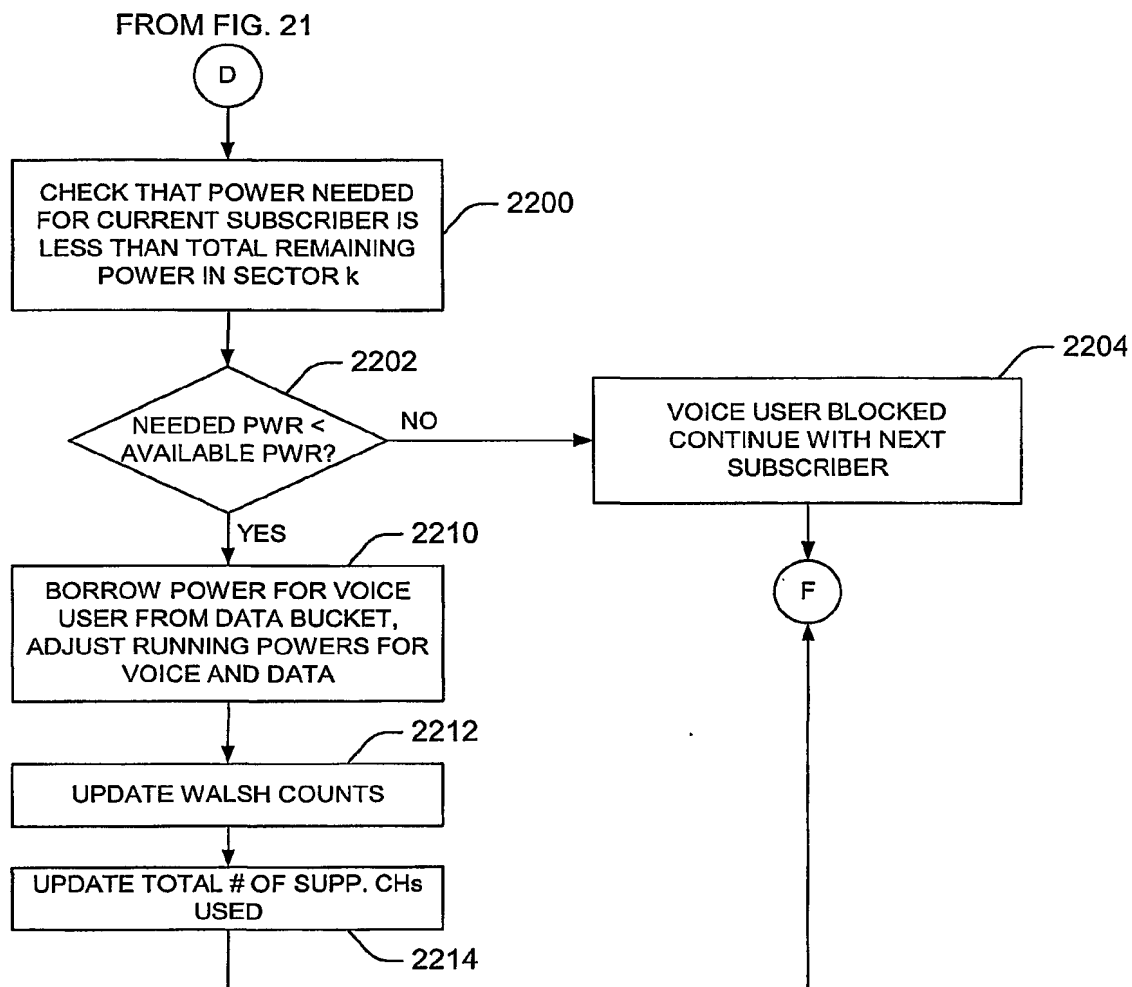 FROM FIG. 21
D
CHECK THAT POWER NEEDED
FOR CURRENT SUBSCRIBER IS
LESS THAN TOTAL REMAINING
POWER IN SECTOR k
2200
2202
NEEDED PWR <
AVAILABLE PWR?
NO
2204
VOICE USER BLOCKED
CONTINUE WITH NEXT
SUBSCRIBER
YES
2210
F
BORROW POWER FOR VOICE
USER FROM DATA BUCKET,
ADJUST RUNNING POWERS FOR
VOICE AND DATA
2212
UPDATE WALSH COUNTS
UPDATE TOTAL # OF SUPP. CHs
USED
2214